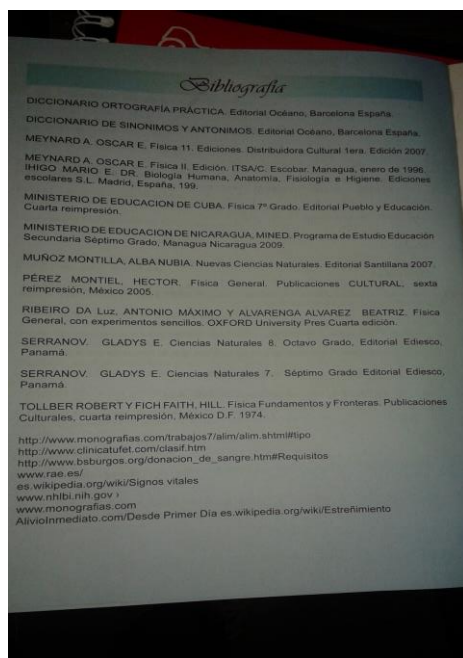 Bibliografía
DICCIONARIO ORTOGRAFÍA PRÁCTICA. Editorial Océano, Barcelona España.
DICCIONARIO DE SINONIMOS Y ANTONIMOS. Editorial Océano, Barcelona España.
MEYNARD A. OSCAR E. Física 11. Ediciones. Distribuidora Cultural 1era. Edición 2007.
MEYNARD A. OSCAR E. Física II. Edición. ITSA/C. Escobar. Managua, enero de 1996.
IHIGO MARIO E. DR. Biología Humana, Anatomía, Fisiología e Higiene. Ediciones
escolares S.L. Madrid, España, 199.
MINISTERIO DE EDUCACION DE CUBA. Física 7º Grado. Editorial Pueblo y Educación.
Cuarta reimpresión.
MINISTERIO DE EDUCACION DE NICARAGUA, MINED. Programa de Estudio Educación
Secundaria Séptimo Grado, Managua Nicaragua 2009.
MUÑOZ MONTILLA, ALBA NUBIA. Nuevas Ciencias Naturales. Editorial Santillana 2007.
PÉREZ MONTIEL, HECTOR. Física General. Publicaciones CULTURAL, sexta
reimpresión, México 2005.
RIBEIRO DA Luz, ANTONIO MÁXIMO Y ALVARENGA ALVAREZ BEATRIZ. Física
General, con experimentos sencillos. OXFORD University Pres Cuarta edición.
SERRANOV. GLADYS E. Ciencias Naturales 8. Octavo Grado, Editorial Ediesco,
Panamá.
SERRANOV. GLADYS E. Ciencias Naturales 7. Séptimo Grado Editorial Ediesco,
Panamá.
TOLLBER ROBERT Y FICH FAITH, HILL. Física Fundamentos y Fronteras. Publicaciones
Culturales, cuarta reimpresión, México D.F. 1974.
http://www.monografias.com/trabajos7/alim/alim.shtml#tipo
http://www.clinicatufet.com/clasif.htm
http://www.bsburgos.org/donacion_de_sangre.htm#Requisitos
www.rae.es/
es.wikipedia.org/wiki/Signos vitales
www.nhlbi.nih.gov ›
www.monografias.com
AlivioInmediato.com/Desde Primer Día es.wikipedia.org/wiki/Estreñimiento